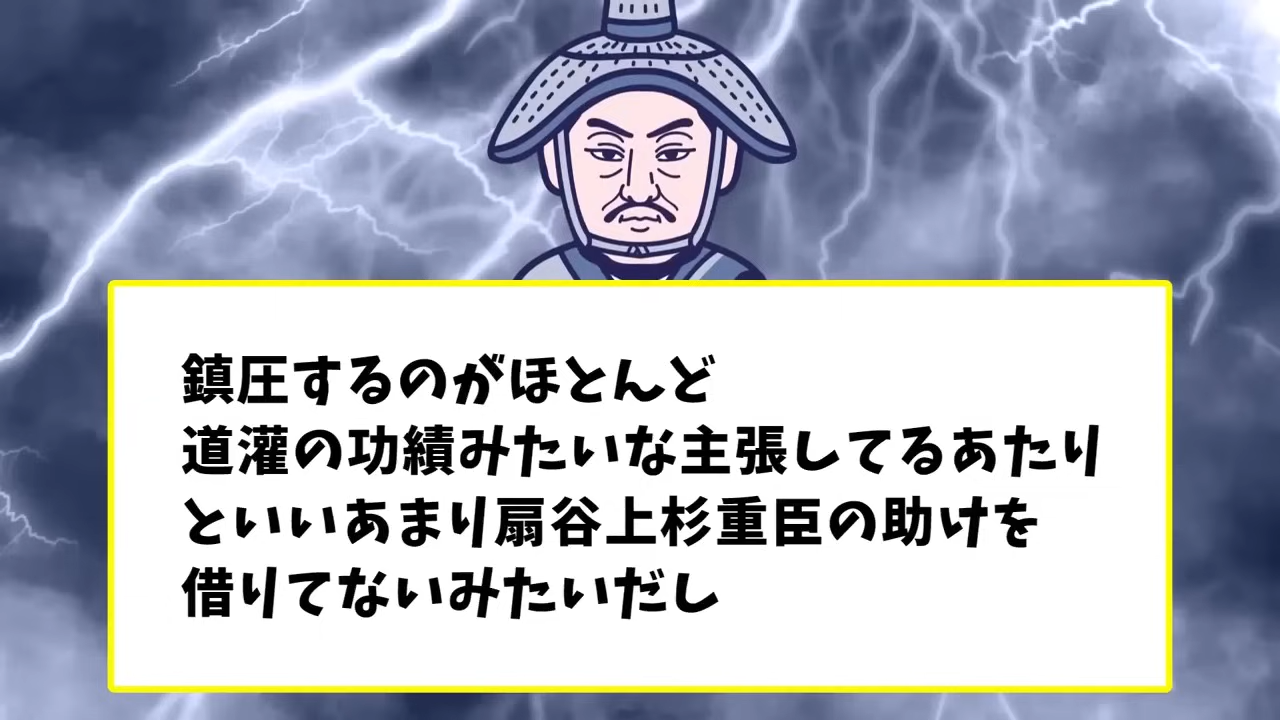 鎮圧するのがほとんど
道灌の功績みたいな主張してるあたり
といいあまり扇谷上杉重臣の助けを
借りてないみたいだし